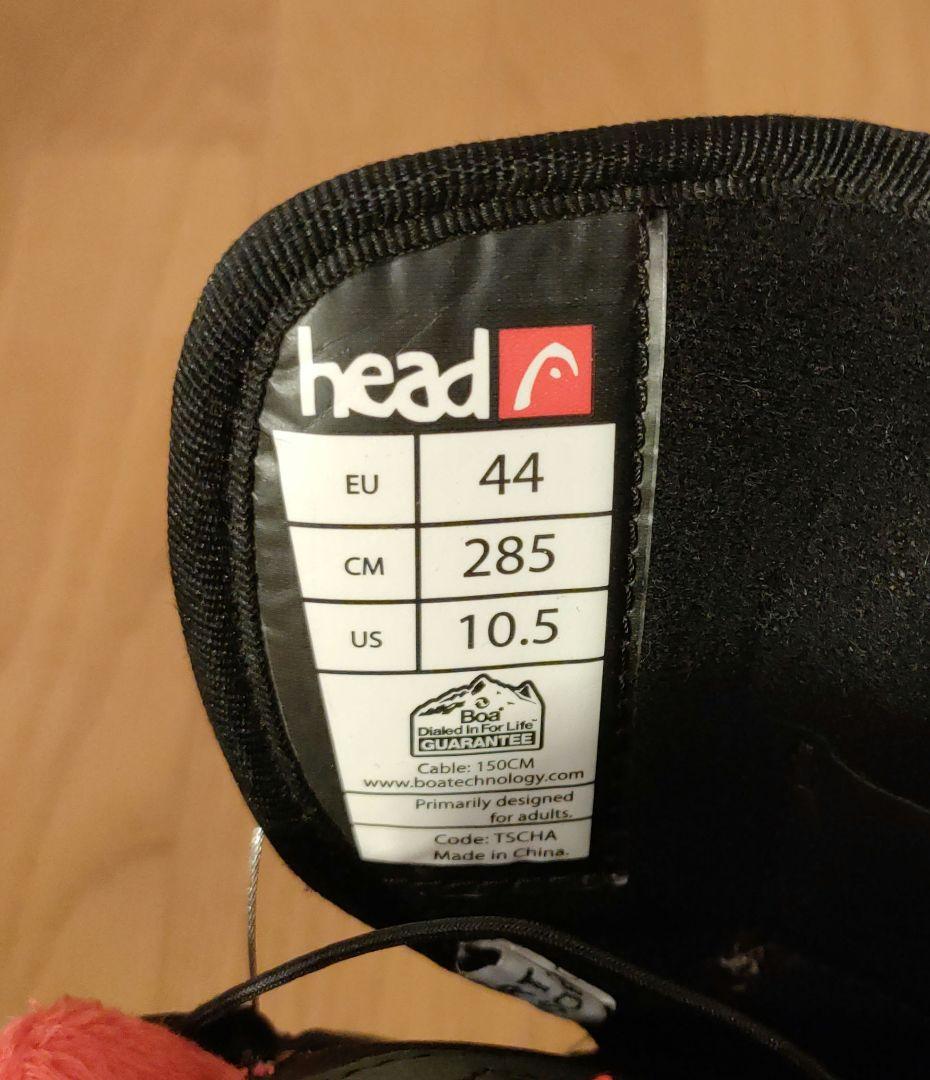 head
EU 44
CM 285
US 10.5
Boa®
Dialed In For Life™
GUARANTEE
Cable: 150CM
www.boatechnology.com
Primarily designed
for adults.
Code: TSCHA
Made in China.